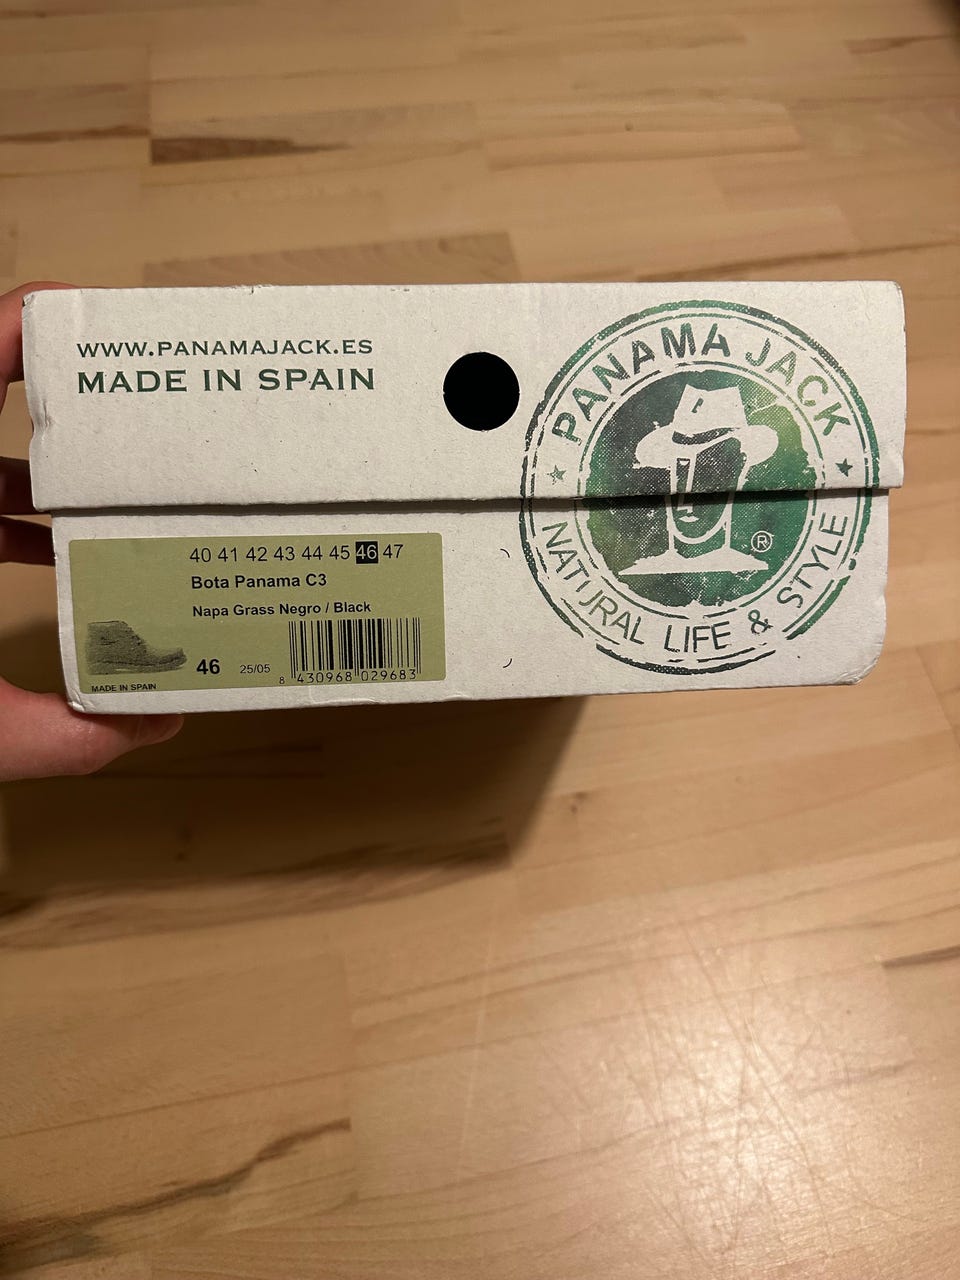 WWW.PANAMAJACK.ES
MADE IN SPAIN
PANAMA JACK
NATURAL LIFE & STYLE
®
40 41 42 43 44 45 46 47
Bota Panama C3
Napa Grass Negro / Black
46 25/05
8 430968 029683
MADE IN SPAIN